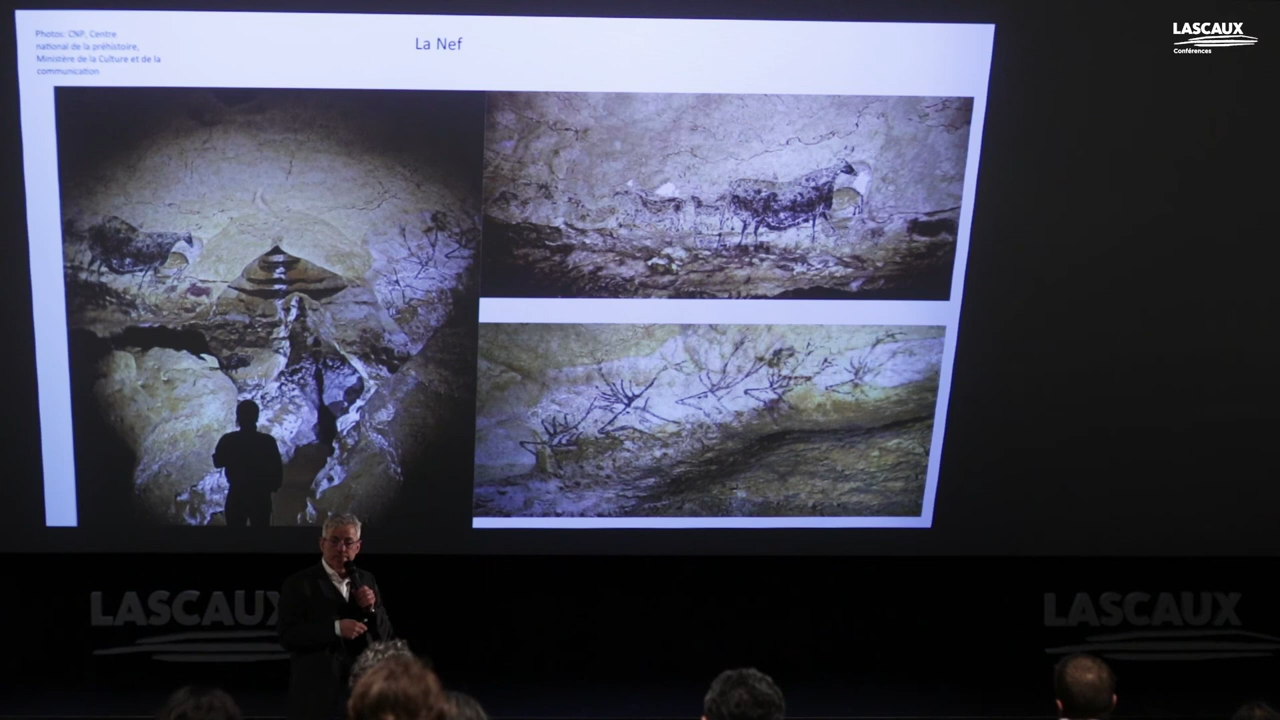 Photos: CNP, Centre
national de la préhistoire,
Ministère de la Culture et de la
communication
La Nef
LASCAUX
Conférences
LASCAUX
LASCAUX